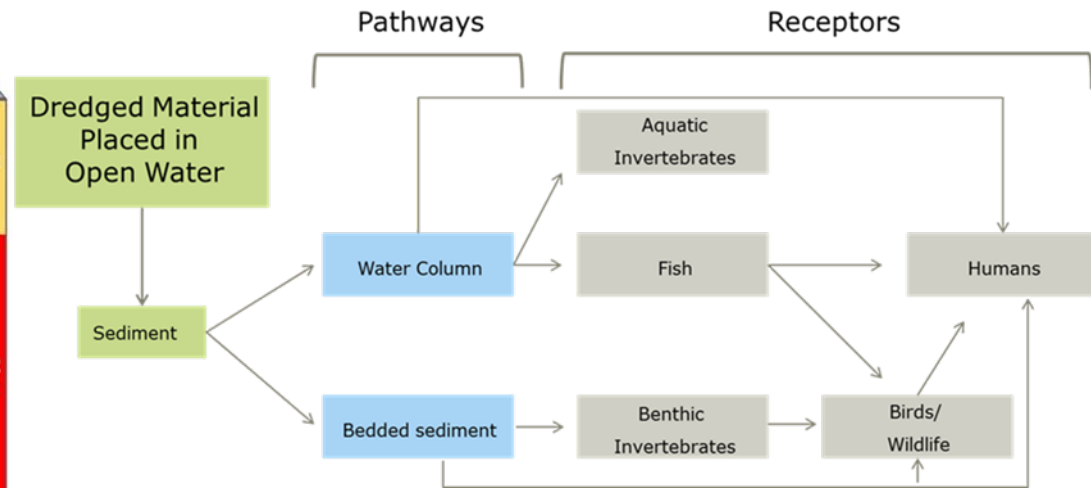 Pathways
Receptors
Dredged Material
Placed in
Open Water
Aquatic
Invertebrates
Water Column
Fish
Humans
Sediment
Bedded sediment
Benthic
Invertebrates
Birds/
Wildlife